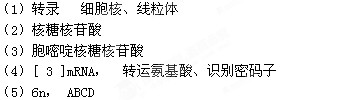 (1) 转录  细胞核、线粒体
(2) 核糖核苷酸
(3) 胞嘧啶核糖核苷酸
(4) [ 3 ]mRNA， 转运氨基酸、识别密码子
(5) 6n， ABCD